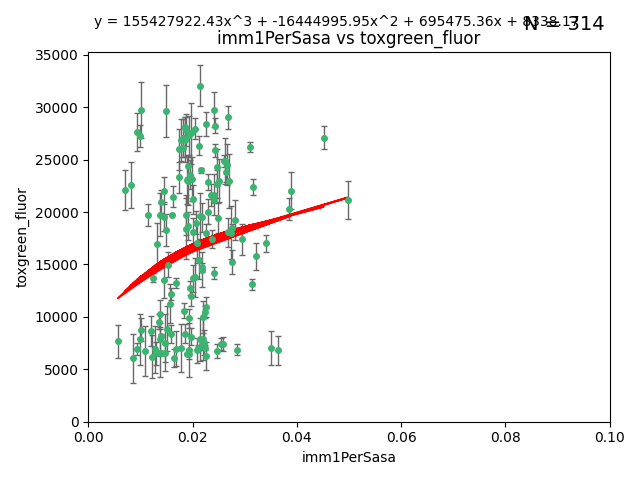 y = 155427922.43x^3 + -16444995.95x^2 + 695475.36x + 8338.17
N = 314
imm1PerSasa vs toxgreen_fluor
35000
30000
25000
20000
15000
10000
5000
0
toxgreen_fluor
0.00 0.02 0.04 0.06 0.08 0.10
imm1PerSasa